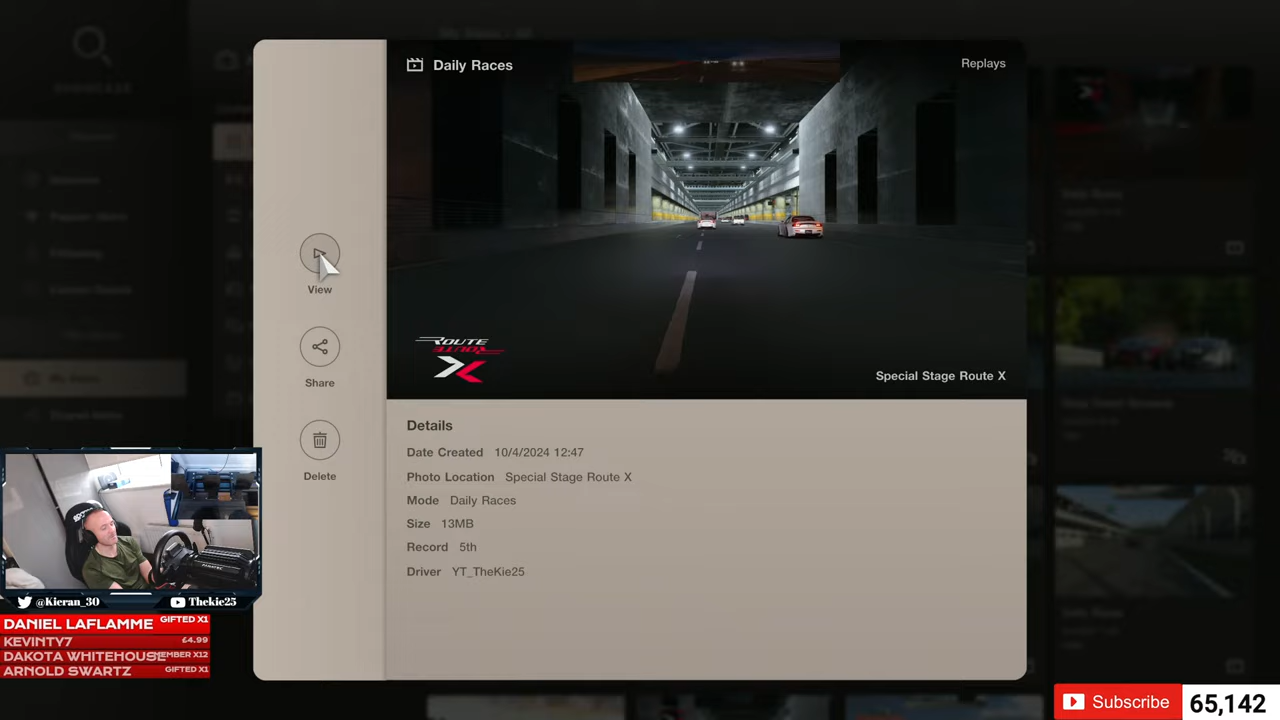 Daily Races
Replays
View
Share
Delete
ROUTE
X
Special Stage Route X
Details
Date Created 10/4/2024 12:47
Photo Location Special Stage Route X
Mode Daily Races
Size 13MB
Record 5th
Driver YT_TheKie25
@Kieran_30
Thekie25
DANIEL LAFLAMME GIFTED X1
KEVINTY7 £4.99
DAKOTA WHITEHOUSE MEMBER X12
ARNOLD SWARTZ GIFTED X1
Subscribe 65,142